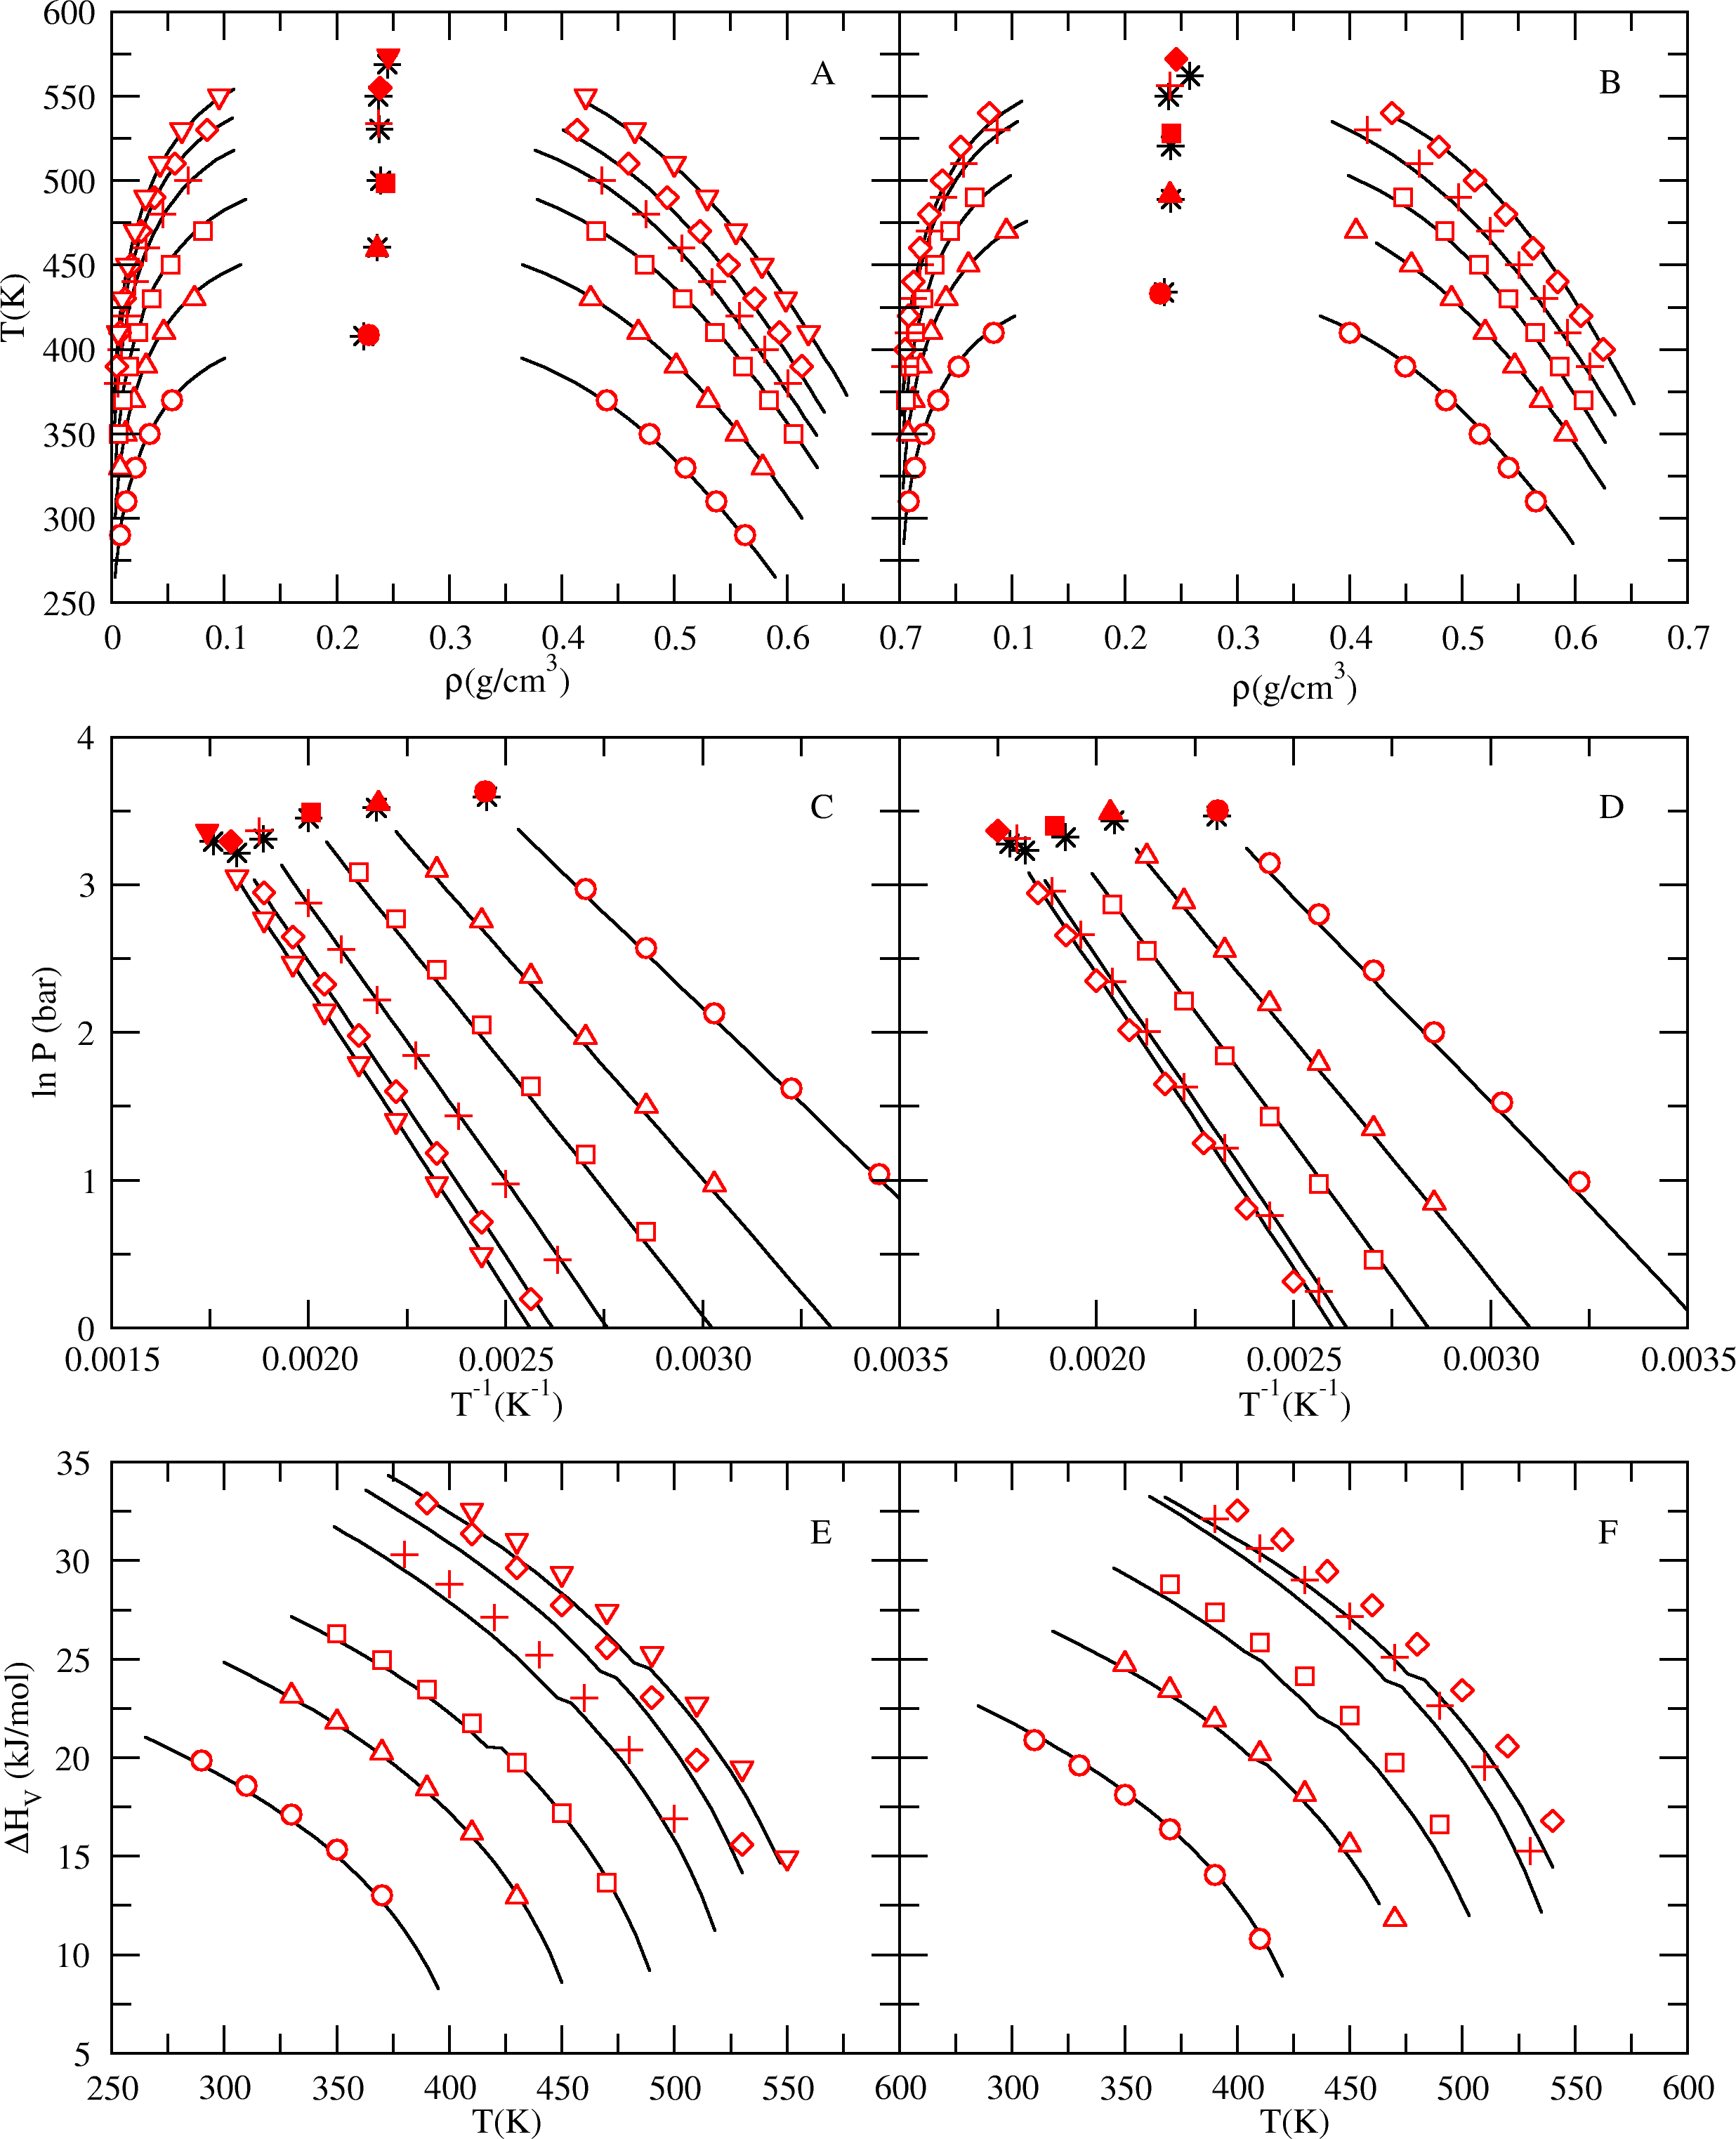 600
550
500
450
400
350
300
250
T(K)
A
B
0 0.1 0.2 0.3 0.4 0.5 0.6 0.7 0.1 0.2 0.3 0.4 0.5 0.6 0.7
ρ(g/cm³) ρ(g/cm³)
4
3
2
1
0
ln P (bar)
C
D
0.0015 0.0020 0.0025 0.0030 0.0035 0.0020 0.0025 0.0030 0.0035
T⁻¹(K⁻¹) T⁻¹(K⁻¹)
35
30
25
20
15
10
5
ΔH_V (kJ/mol)
E
F
250 300 350 400 450 500 550 600 300 350 400 450 500 550 600
T(K) T(K)